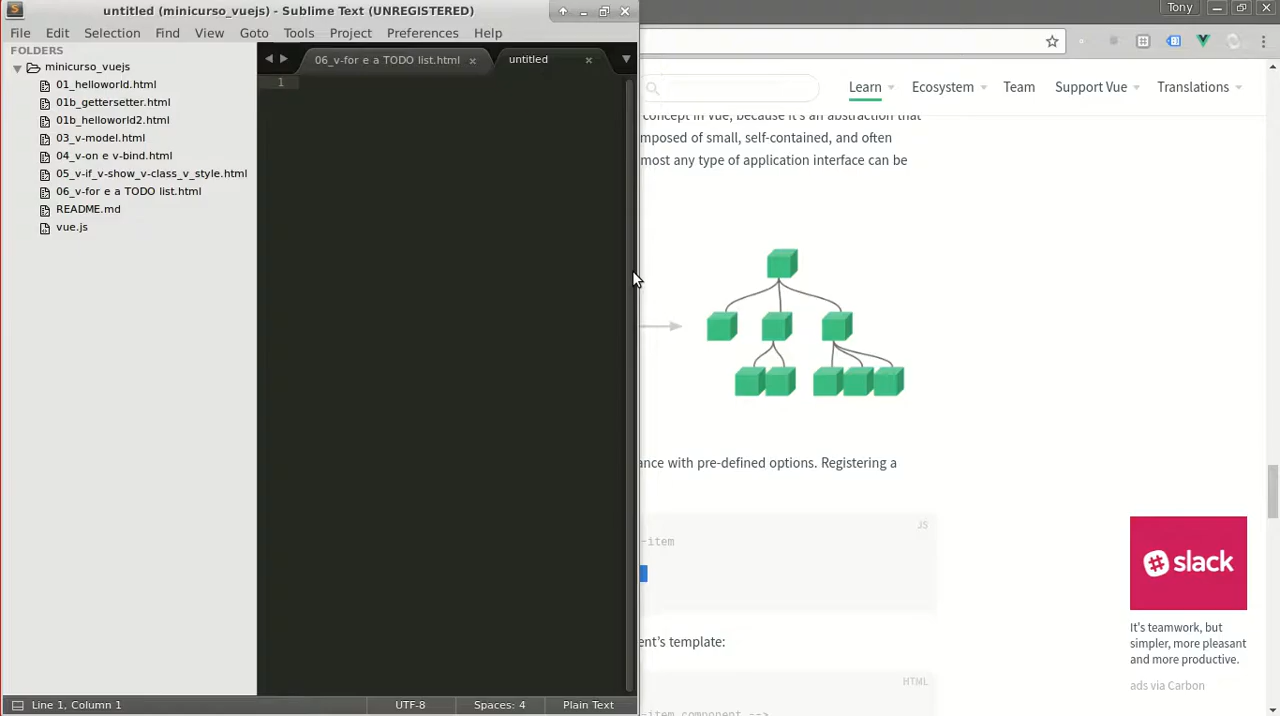 untitled (minicurso_vuejs) - Sublime Text (UNREGISTERED)
File Edit Selection Find View Goto Tools Project Preferences Help
FOLDERS
minicurso_vuejs
01_helloworld.html
01b_gettersetter.html
01b_helloworld2.html
03_v-model.html
04_v-on e v-bind.html
05_v-if_v-show_v-class_v_style.html
06_v-for e a TODO list.html
README.md
vue.js
06_v-for e a TODO list.html
untitled
1
Line 1, Column 1
UTF-8
Spaces: 4
Plain Text
Tony
Learn Ecosystem Team Support Vue Translations
concept in Vue, because it's an abstraction that
mposed of small, self-contained, and often
most any type of application interface can be
ance with pre-defined options. Registering a
JS
-item
ent's template:
HTML
-item component -->
slack
It's teamwork, but
simpler, more pleasant
and more productive.
ads via Carbon